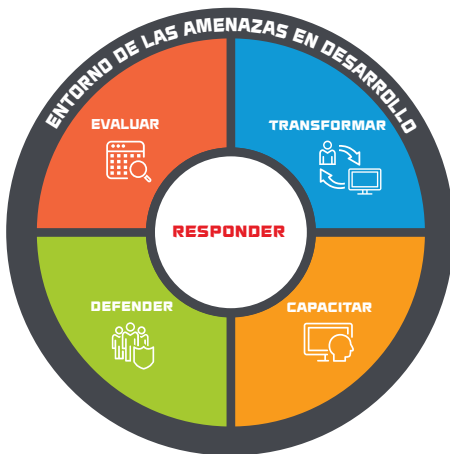 ENTORNO DE LAS AMENAZAS EN DESARROLLO
EVALUAR
TRANSFORMAR
RESPONDER
DEFENDER
CAPACITAR